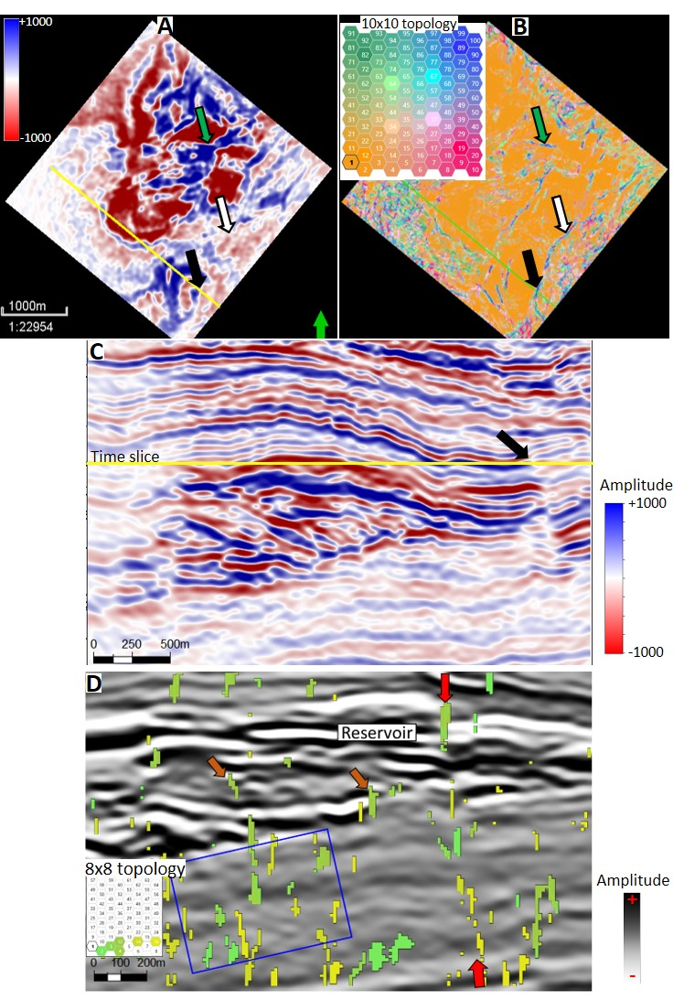 A
+1000
-1000
1000m
1:22954
10x10 topology
B
91 93 95 97 99
92 94 96 98 100
81 83 85 87 89
82 84 86 88 90
71 73 75 77 79
72 74 76 78 80
61 63 65 67 69
62 64 66 68 70
51 53 55 57 59
52 54 56 58 60
41 43 45 47 49
42 44 46 48 50
31 33 35 37 39
32 34 36 38 40
21 23 25 27 29
22 24 26 28 30
11 13 15 17 19
12 14 16 18 20
1 3 5 7 9
2 4 6 8 10
C
Time slice
0 250 500m
Amplitude
+1000
-1000
D
Reservoir
8x8 topology
0 100 200m
Amplitude
+
-